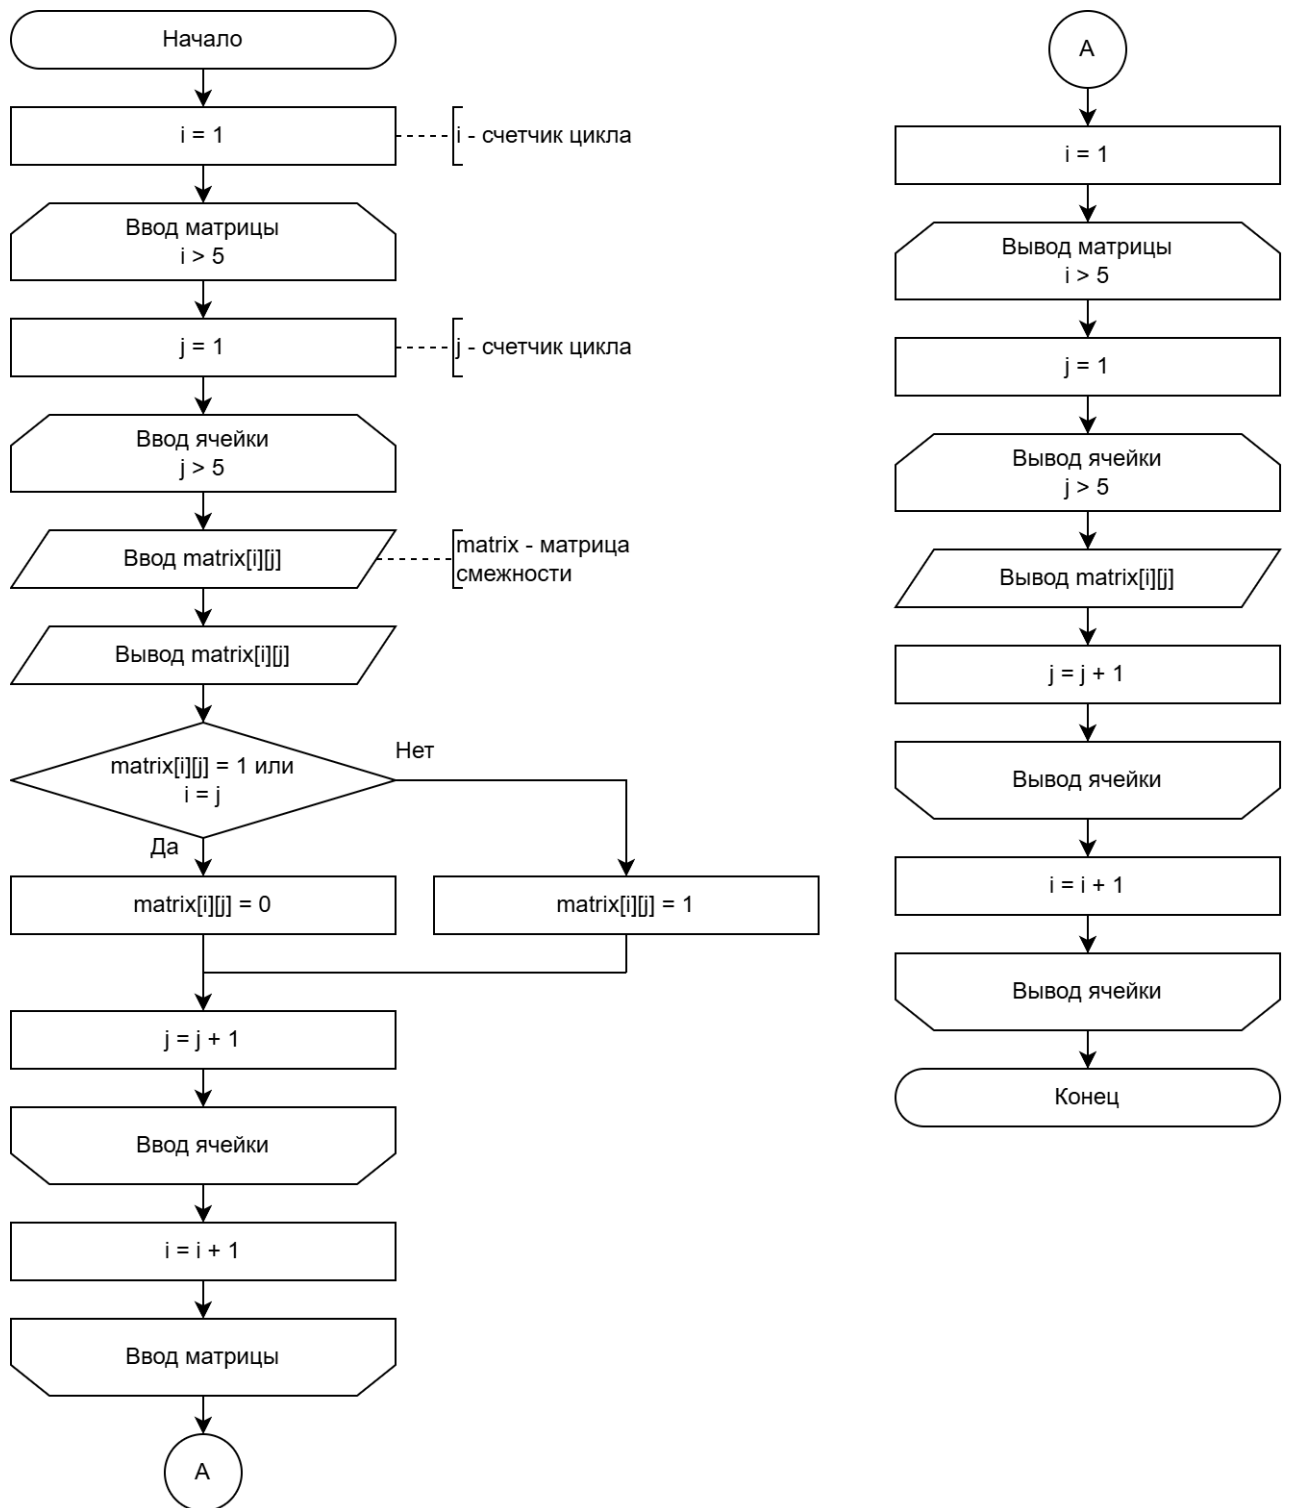 Начало
i = 1
i - счетчик цикла
Ввод матрицы
i > 5
j = 1
j - счетчик цикла
Ввод ячейки
j > 5
Ввод matrix[i][j]
matrix - матрица
смежности
Вывод matrix[i][j]
matrix[i][j] = 1 или
i = j
Нет
Да
matrix[i][j] = 0
matrix[i][j] = 1
j = j + 1
Ввод ячейки
i = i + 1
Ввод матрицы
А
А
i = 1
Вывод матрицы
i > 5
j = 1
Вывод ячейки
j > 5
Вывод matrix[i][j]
j = j + 1
Вывод ячейки
i = i + 1
Вывод ячейки
Конец